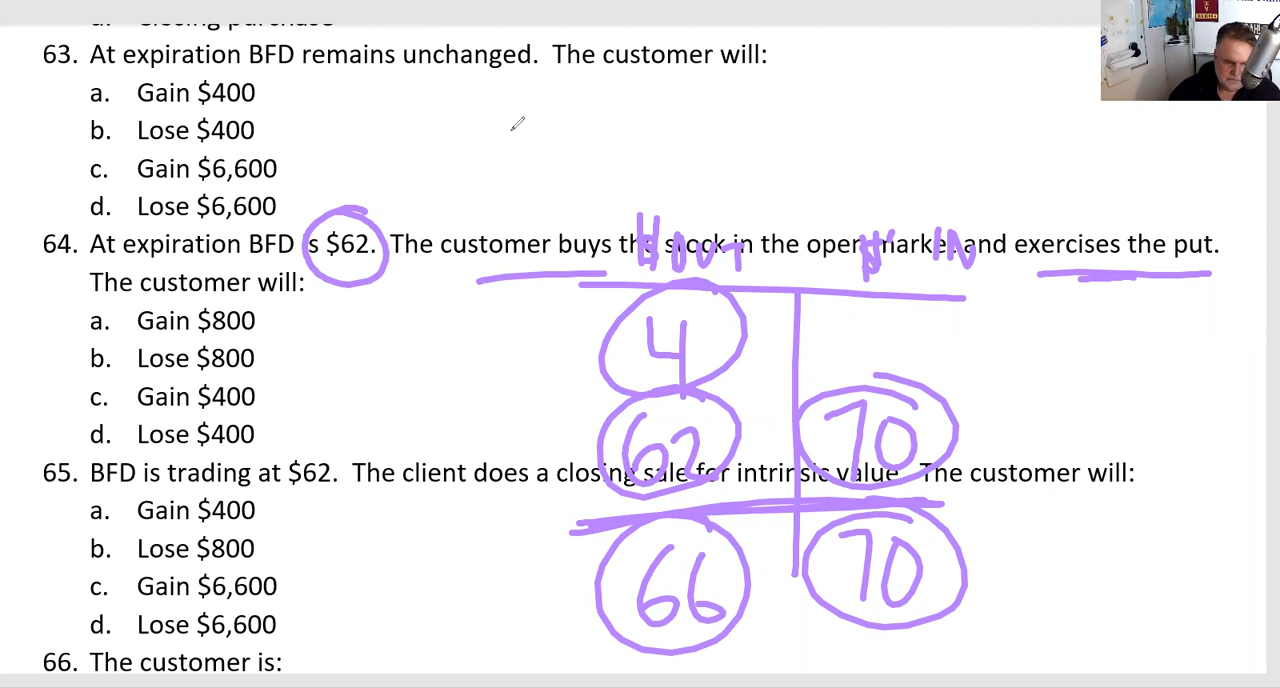 63. At expiration BFD remains unchanged. The customer will:
a. Gain $400
b. Lose $400
c. Gain $6,600
d. Lose $6,600
64. At expiration BFD is $62. The customer buys the stock in the open market and exercises the put.
The customer will:
$ OUT $ IN
a. Gain $800
b. Lose $800
c. Gain $400
d. Lose $400
4
62 70
65. BFD is trading at $62. The client does a closing sale for intrinsic value. The customer will:
a. Gain $400
b. Lose $800
c. Gain $6,600
d. Lose $6,600
66 70
66. The customer is: